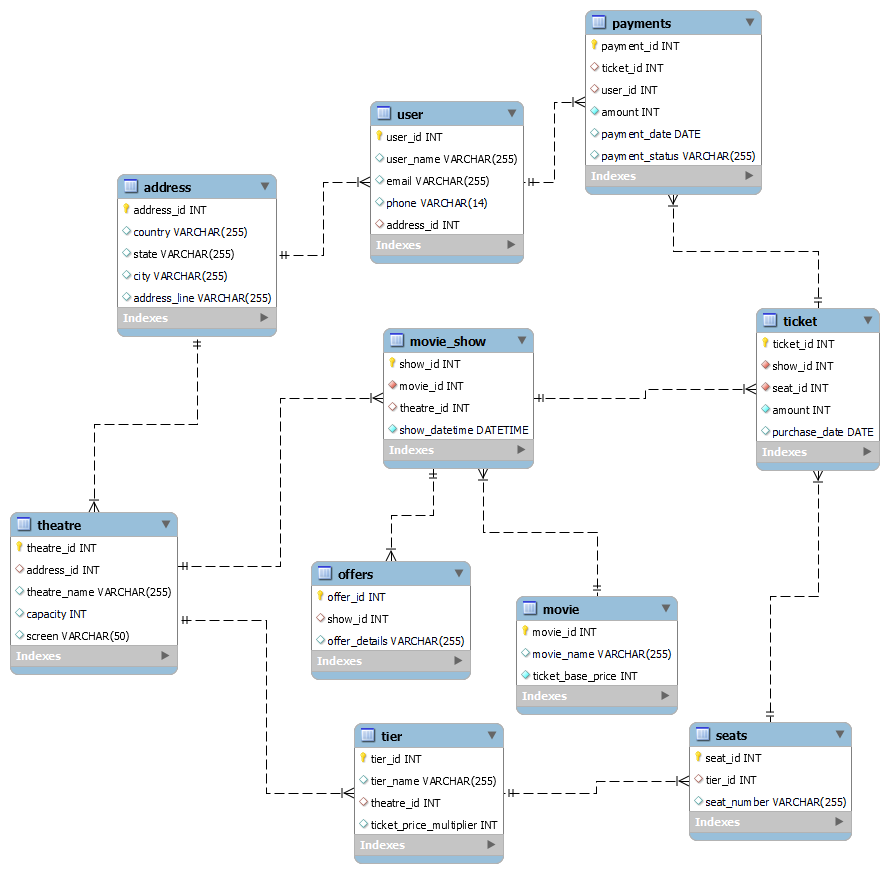 payments
payment_id INT
ticket_id INT
user_id INT
amount INT
payment_date DATE
payment_status VARCHAR(255)
Indexes
user
user_id INT
user_name VARCHAR(255)
email VARCHAR(255)
phone VARCHAR(14)
address_id INT
Indexes
address
address_id INT
country VARCHAR(255)
state VARCHAR(255)
city VARCHAR(255)
address_line VARCHAR(255)
Indexes
movie_show
show_id INT
movie_id INT
theatre_id INT
show_datetime DATETIME
Indexes
ticket
ticket_id INT
show_id INT
seat_id INT
amount INT
purchase_date DATE
Indexes
theatre
theatre_id INT
address_id INT
theatre_name VARCHAR(255)
capacity INT
screen VARCHAR(50)
Indexes
offers
offer_id INT
show_id INT
offer_details VARCHAR(255)
Indexes
movie
movie_id INT
movie_name VARCHAR(255)
ticket_base_price INT
Indexes
tier
tier_id INT
tier_name VARCHAR(255)
theatre_id INT
ticket_price_multiplier INT
Indexes
seats
seat_id INT
tier_id INT
seat_number VARCHAR(255)
Indexes